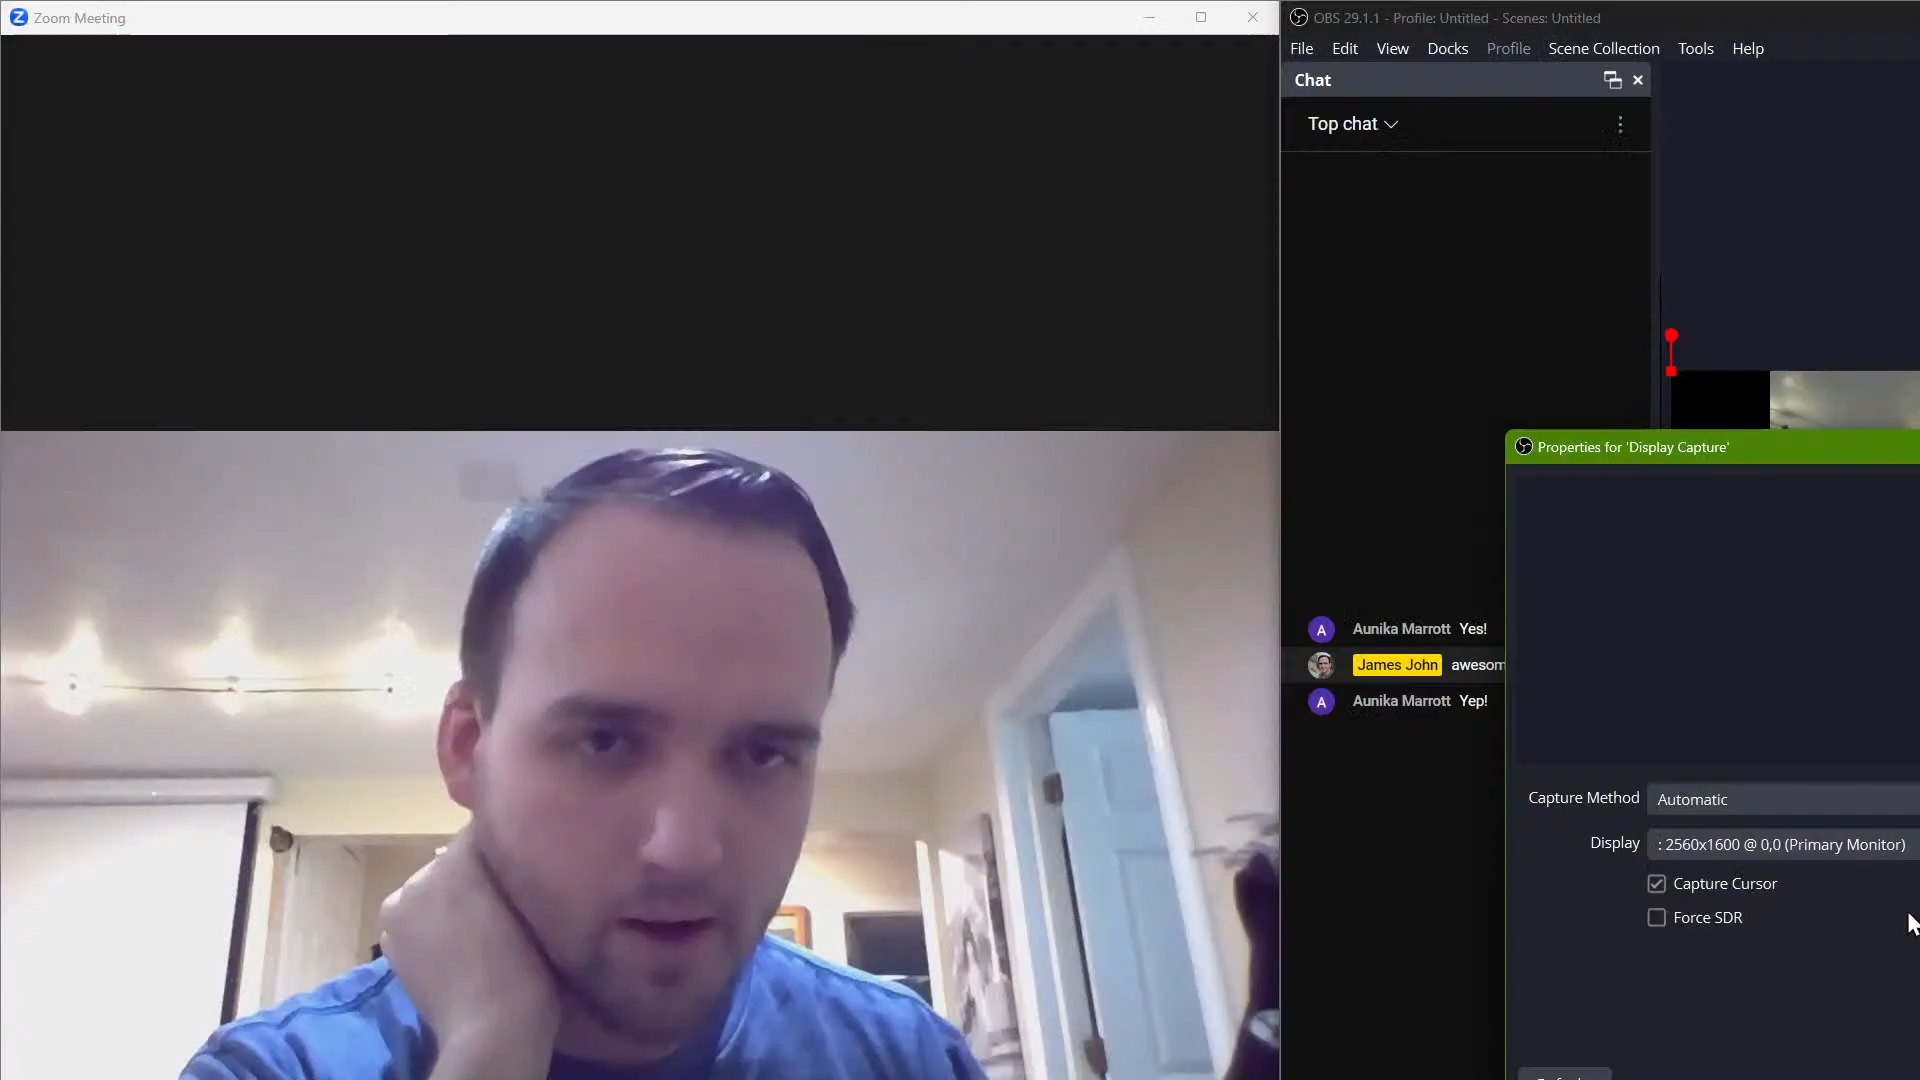 Zoom Meeting
OBS 29.1.1 - Profile: Untitled - Scenes: Untitled
File Edit View Docks Profile Scene Collection Tools Help
Chat
Top chat
A Aunika Marrott Yes!
James John awesom
A Aunika Marrott Yep!
Properties for 'Display Capture'
Capture Method Automatic
Display : 2560x1600 @ 0,0 (Primary Monitor)
Capture Cursor
Force SDR